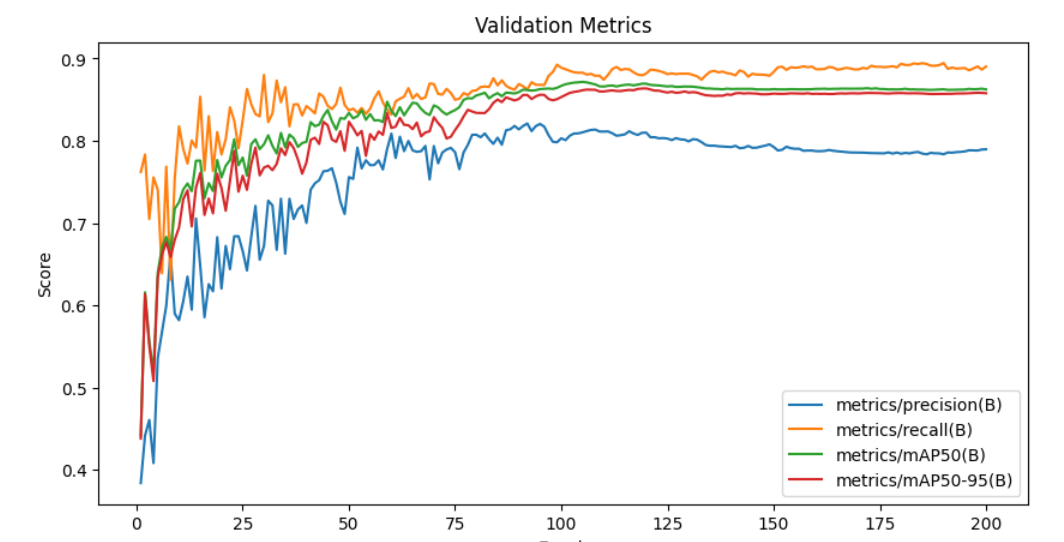 Validation Metrics
0.9
0.8
0.7
0.6
0.5
0.4
Score
0 25 50 75 100 125 150 175 200
metrics/precision(B)
metrics/recall(B)
metrics/mAP50(B)
metrics/mAP50-95(B)